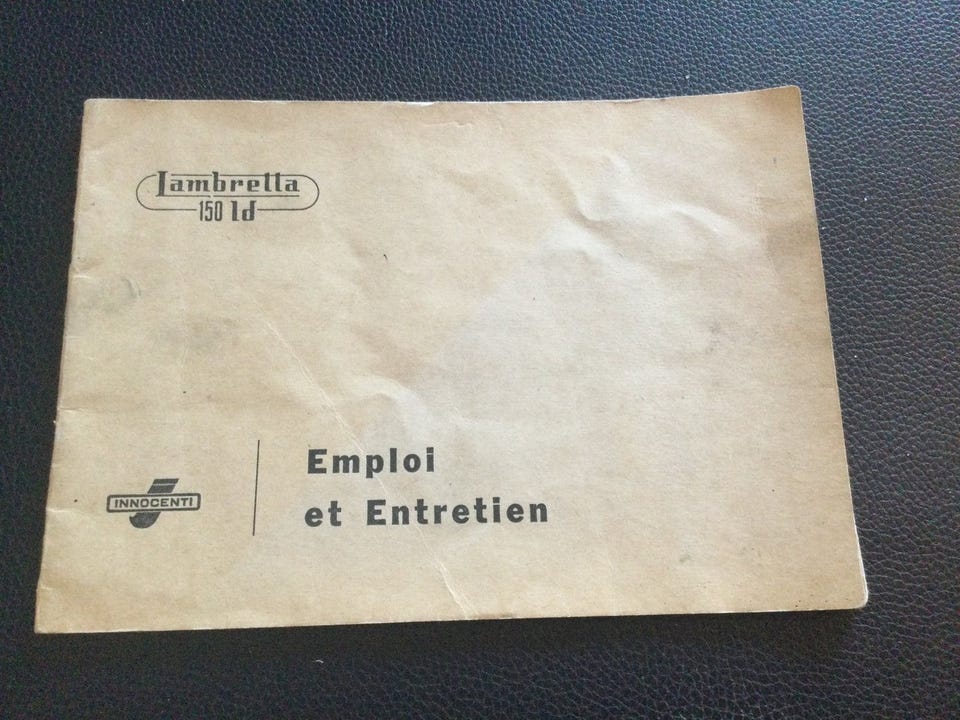 Lambretta
150 ld
Emploi
et Entretien
INNOCENTI